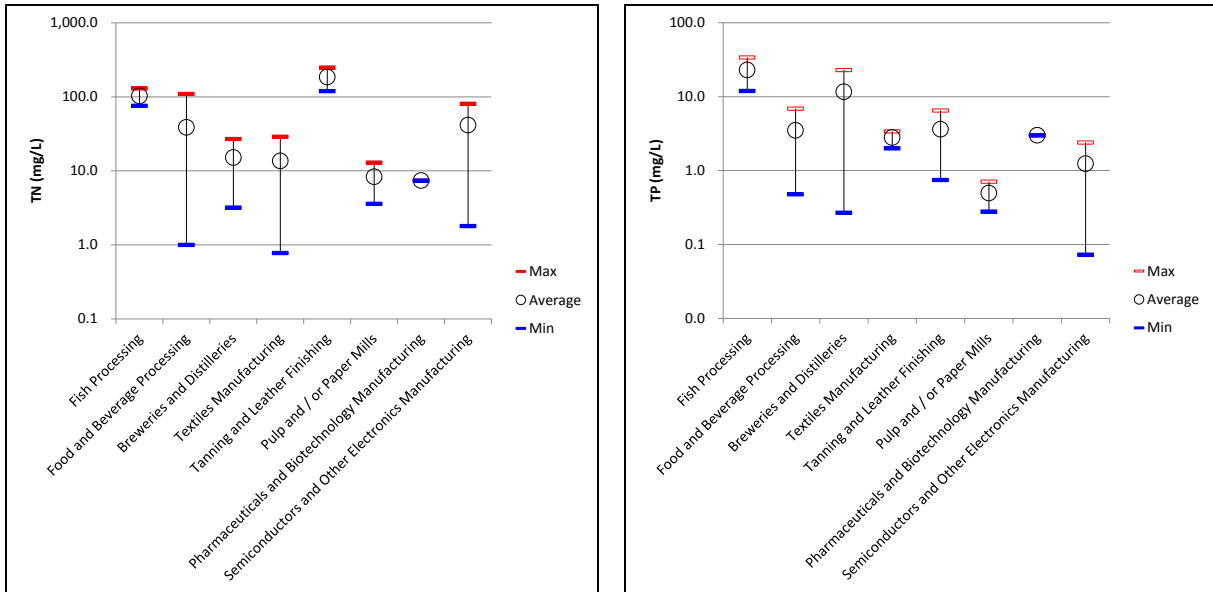 1,000.0
100.0
10.0
1.0
0.1
TN (mg/L)
Max
Average
Min
Fish Processing
Food and Beverage Processing
Breweries and Distilleries
Textiles Manufacturing
Tanning and Leather Finishing
Pulp and / or Paper Mills
Pharmaceuticals and Biotechnology Manufacturing
Semiconductors and Other Electronics Manufacturing
100.0
10.0
1.0
0.1
0.0
TP (mg/L)
Max
Average
Min
Fish Processing
Food and Beverage Processing
Breweries and Distilleries
Textiles Manufacturing
Tanning and Leather Finishing
Pulp and / or Paper Mills
Pharmaceuticals and Biotechnology Manufacturing
Semiconductors and Other Electronics Manufacturing